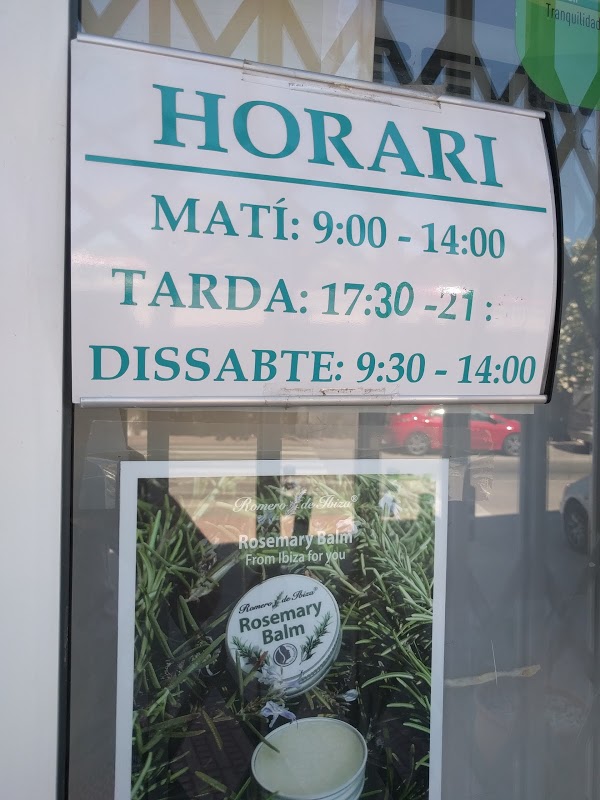 Tranquilidad
HORARI
MATÍ: 9:00 - 14:00
TARDA: 17:30 -21 :
DISSABTE: 9:30 - 14:00
Romero de Ibiza®
Rosemary Balm
From Ibiza for you
Romero de Ibiza®
Rosemary
Balm